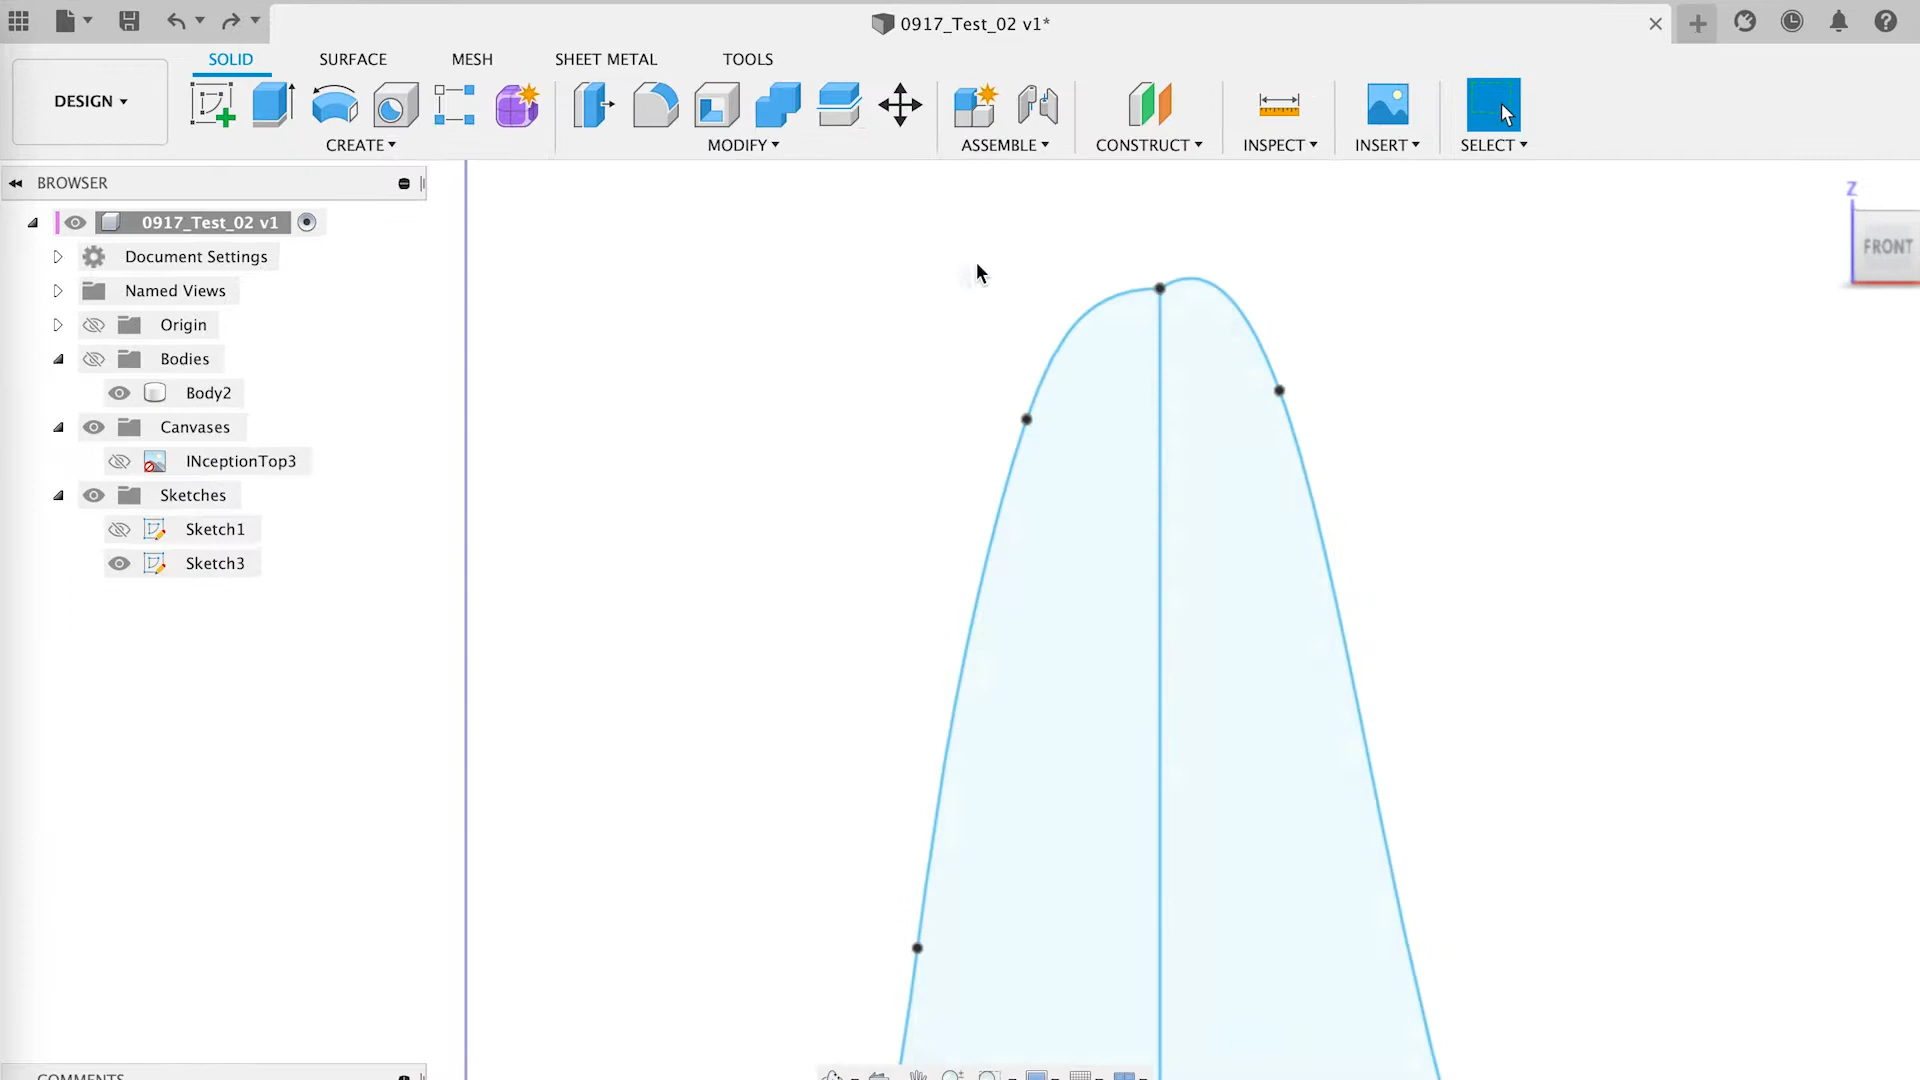 0917_Test_02 v1*
SOLID SURFACE MESH SHEET METAL TOOLS
DESIGN
CREATE MODIFY ASSEMBLE CONSTRUCT INSPECT INSERT SELECT
BROWSER
0917_Test_02 v1
Document Settings
Named Views
Origin
Bodies
Body2
Canvases
INceptionTop3
Sketches
Sketch1
Sketch3
Z
FRONT
COMMENTS